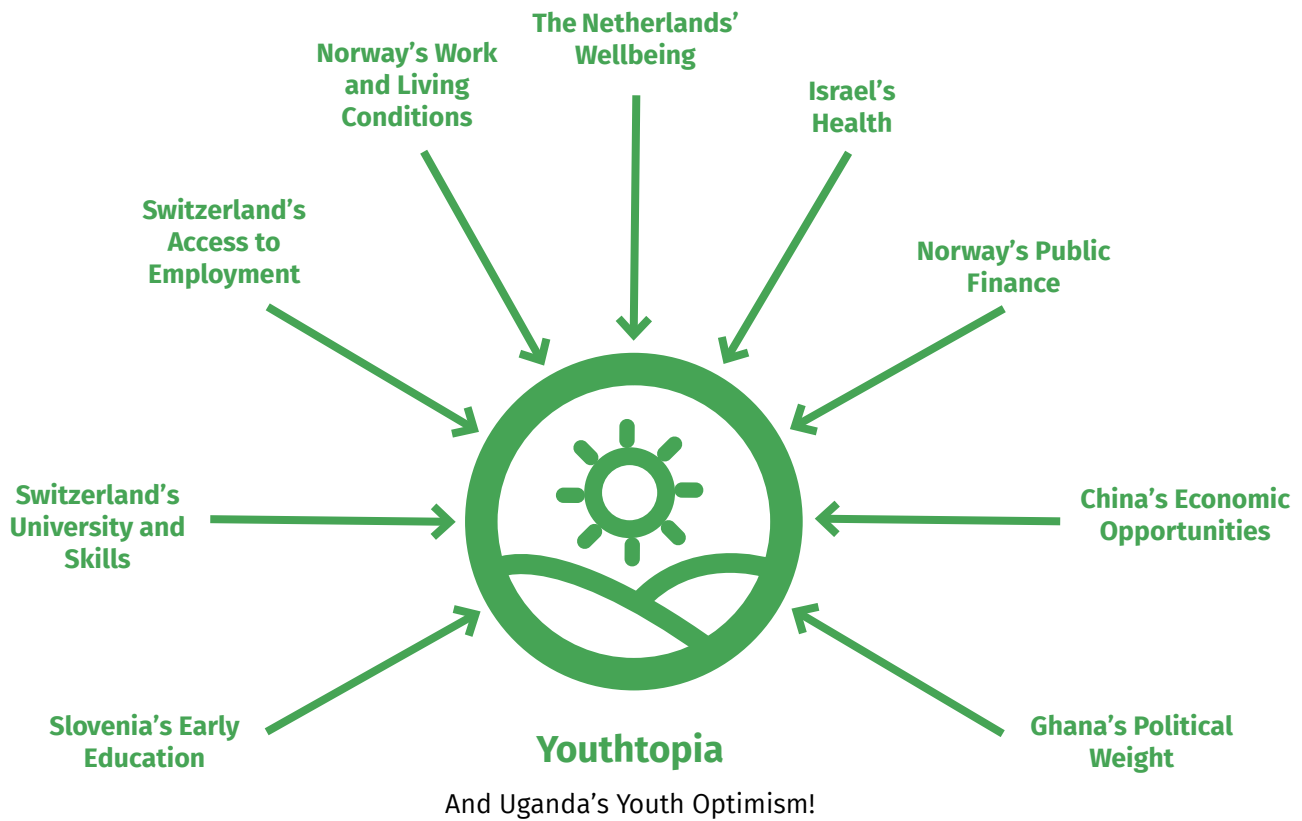 The Netherlands’
Wellbeing
Norway’s Work
and Living
Conditions
Israel’s
Health
Switzerland’s
Access to
Employment
Norway’s Public
Finance
Switzerland’s
University and
Skills
China’s Economic
Opportunities
Slovenia’s Early
Education
Ghana’s Political
Weight
Youthtopia
And Uganda’s Youth Optimism!